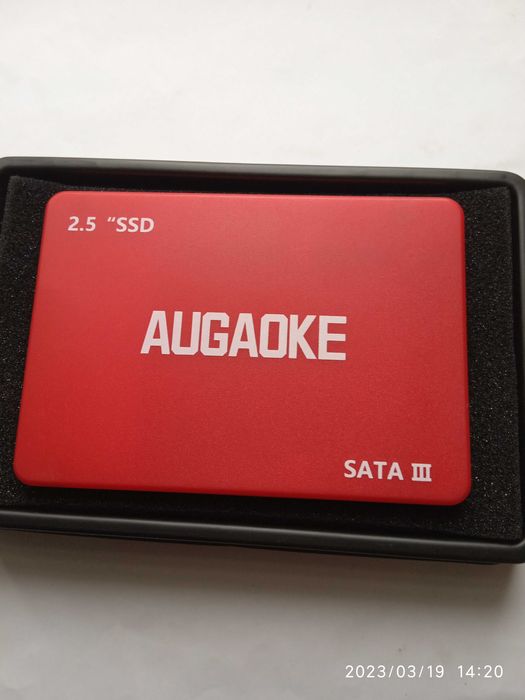 2.5 “SSD
AUGAOKE
SATA III
2023/03/19 14:20